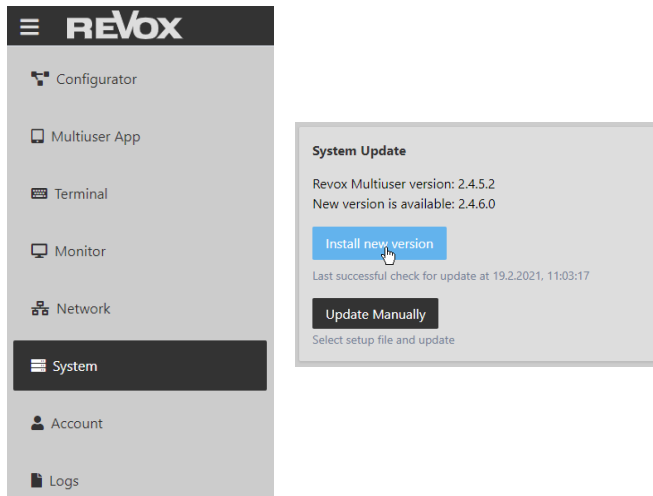 REVOX
Configurator
Multiuser App
Terminal
Monitor
Network
System
Account
Logs
System Update
Revox Multiuser version: 2.4.5.2
New version is available: 2.4.6.0
Install new version
Last successful check for update at 19.2.2021, 11:03:17
Update Manually
Select setup file and update